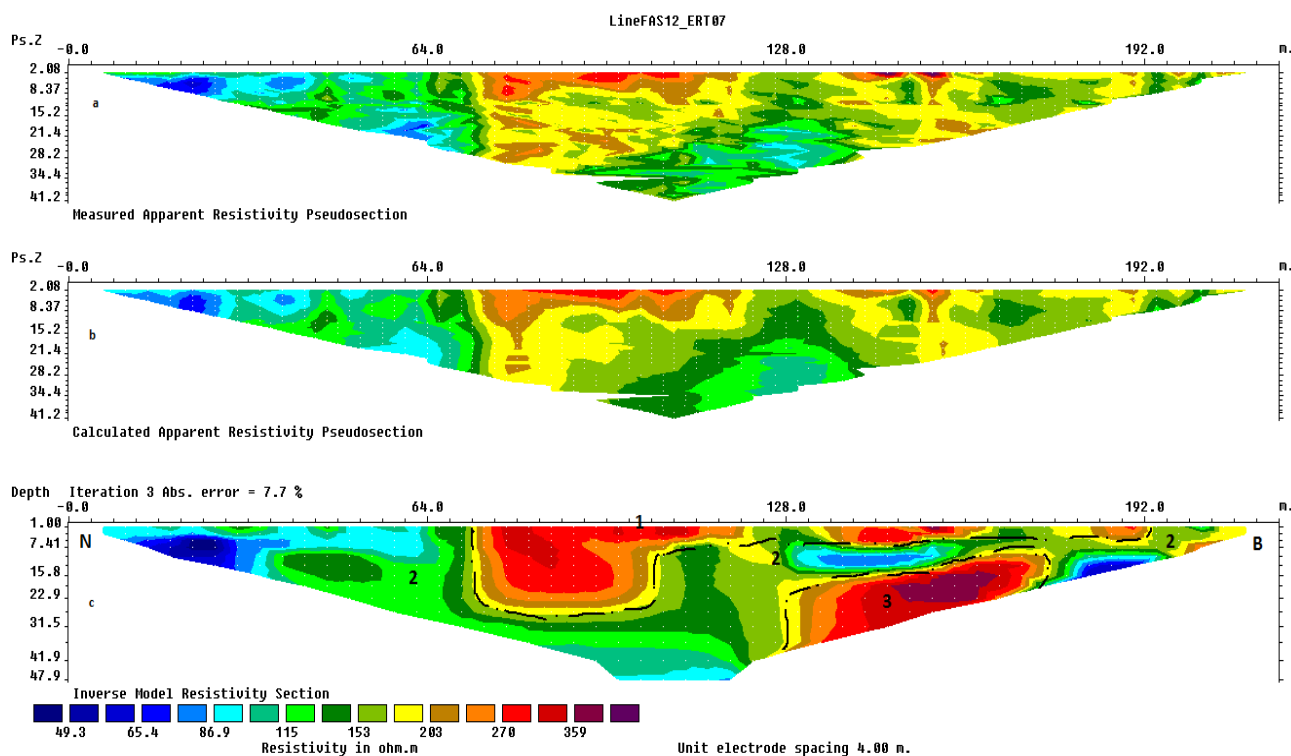 LineFAS12_ERT07
Ps.Z -0.0 64.0 128.0 192.0 m.
2.08
8.37
a
15.2
21.4
28.2
34.4
41.2
Measured Apparent Resistivity Pseudosection
Ps.Z -0.0 64.0 128.0 192.0 m.
2.08
8.37
15.2
b
21.4
28.2
34.4
41.2
Calculated Apparent Resistivity Pseudosection
Depth Iteration 3 Abs. error = 7.7 %
-0.0 64.0 128.0 192.0 m.
1.00 1
7.41 N 2 2 B
15.8 2
22.9 c 3
31.5
41.9
47.9
Inverse Model Resistivity Section
49.3 65.4 86.9 115 153 203 270 359
Resistivity in ohm.m Unit electrode spacing 4.00 m.